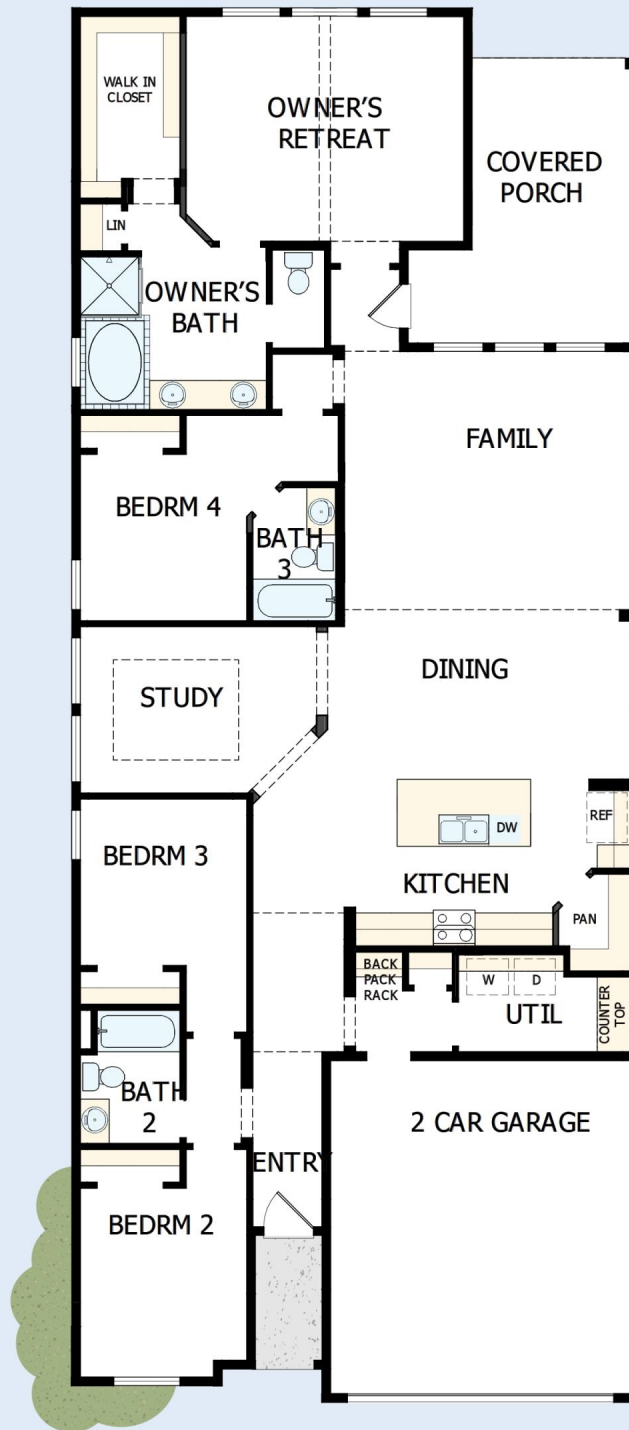 WALK IN
CLOSET
OWNER'S
RETREAT
COVERED
PORCH
LIN
OWNER'S
BATH
FAMILY
BEDRM 4
BATH
3
DINING
STUDY
REF
DW
BEDRM 3
KITCHEN
PAN
BACK
PACK
RACK
W
D
UTIL
COUNTER
TOP
BATH
2
2 CAR GARAGE
ENTRY
BEDRM 2